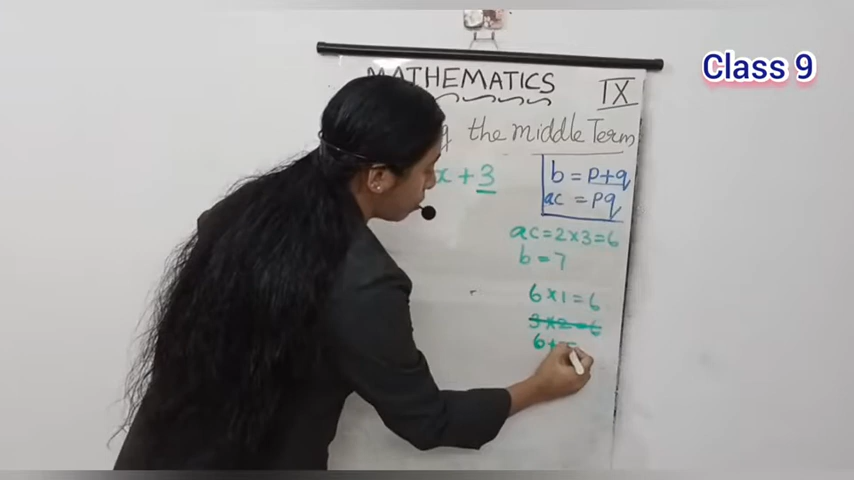 Class 9
MATHEMATICS IX
the middle Term
x + 3
b = p+q
ac = pq
ac=2×3=6
b = 7
6×1=6
3×2=6
6+